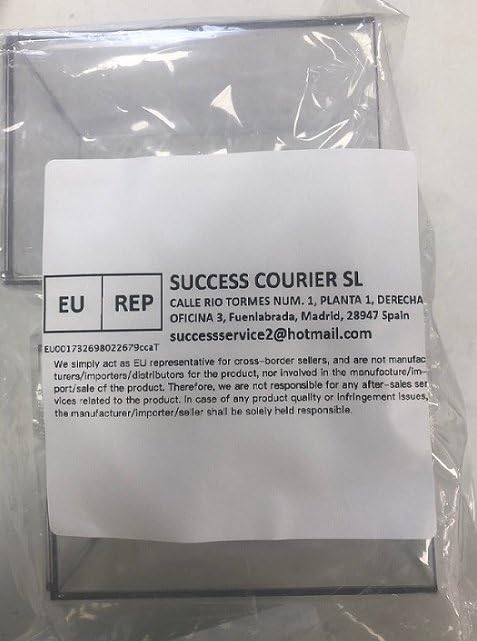 EU REP
SUCCESS COURIER SL
CALLE RIO TORMES NUM. 1, PLANTA 1, DERECHA
OFICINA 3, Fuenlabrada, Madrid, 28947 Spain
successservice2@hotmail.com
EU001732698022679ccaT
We simply act as EU representative for cross-border sellers, and are not manufac
turers/importers/distributors for the product, nor involved in the manufacture/im-
port/sale of the product. Therefore, we are not responsible for any after-sales ser
vices related to the product. In case of any product quality or infringement issues,
the manufacturer/importer/seller shall be solely held responsible.